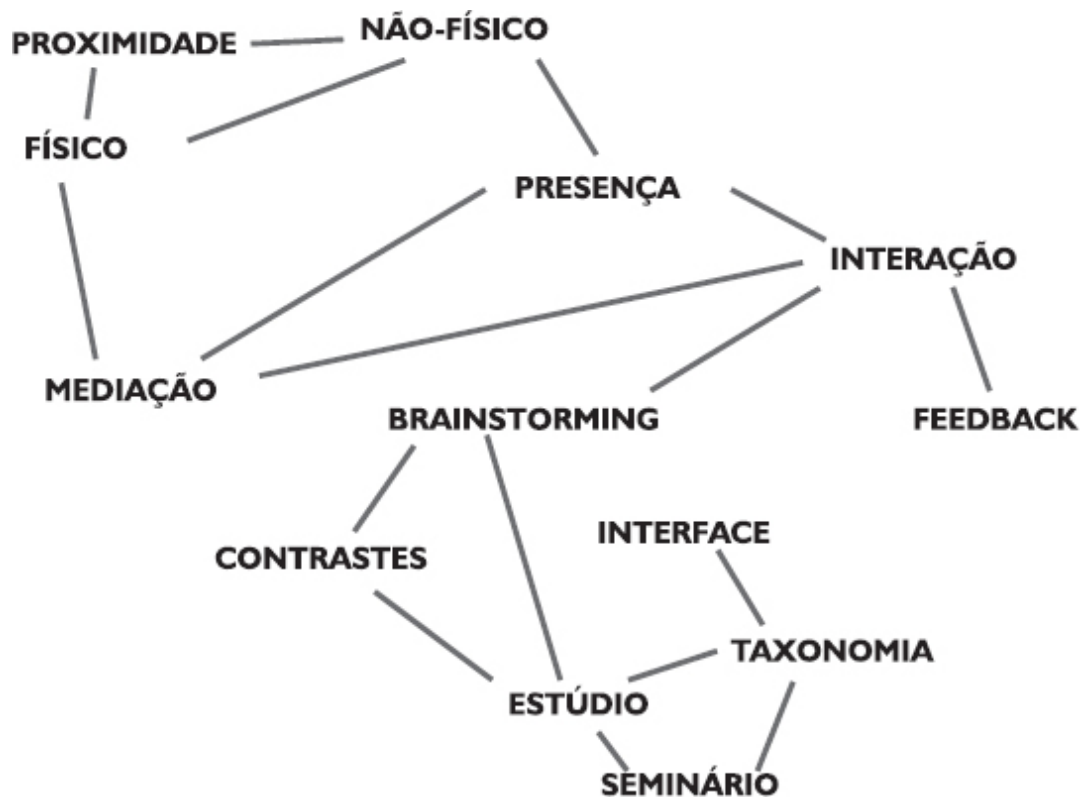 PROXIMIDADE
NÃO-FÍSICO
FÍSICO
PRESENÇA
INTERAÇÃO
MEDIAÇÃO
BRAINSTORMING
FEEDBACK
INTERFACE
CONTRASTES
TAXONOMIA
ESTÚDIO
SEMINÁRIO